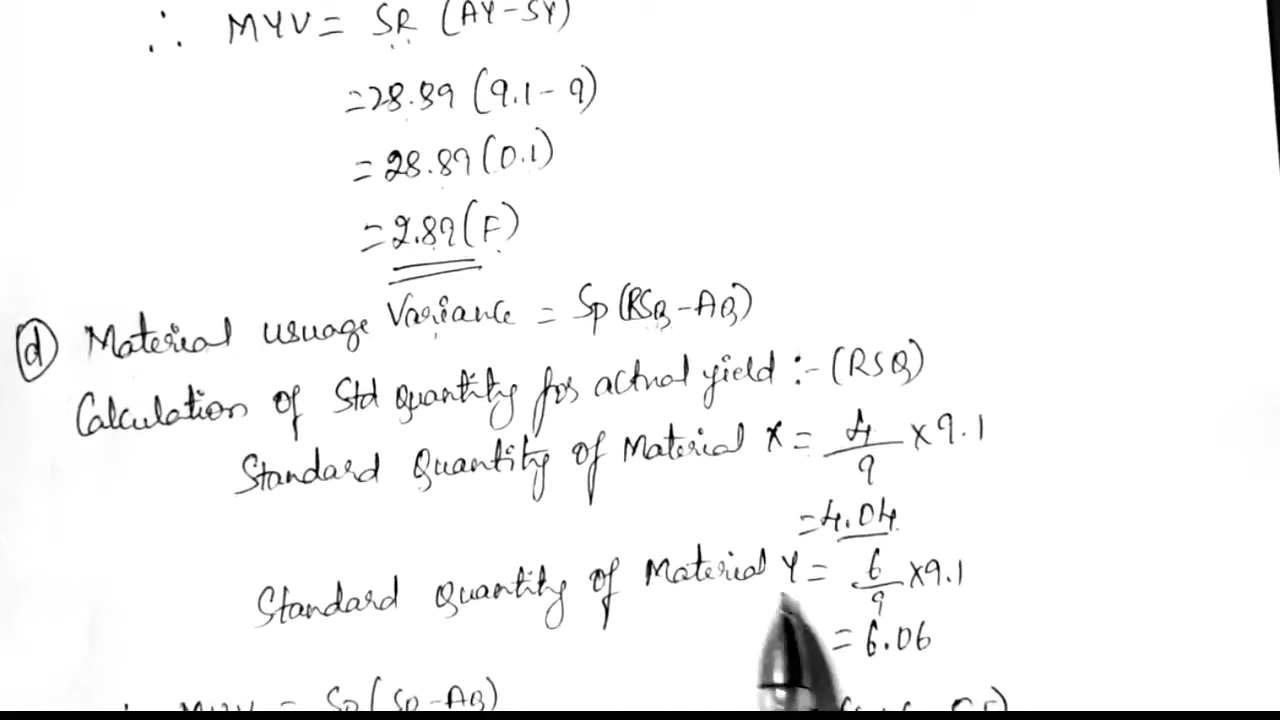 ∴ MYV = SR (AY-SY)
=28.89 (9.1-9)
= 28.89 (0.1)
= 2.89 (F)
(d) Material usuage Variance = SP (RSQ-AQ)
Calculation of Std quantity for actual yield :- (RSQ)
Standard Quantity of Material X = 4/9 X 9.1
= 4.04
Standard quantity of Material Y = 6/9 X 9.1
= 6.06